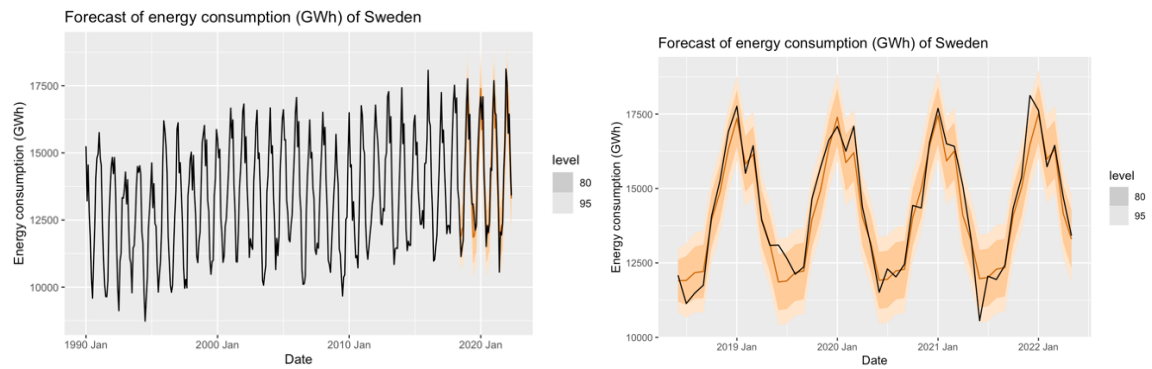 Forecast of energy consumption (GWh) of Sweden
Energy consumption (GWh)
17500
15000
12500
10000
1990 Jan 2000 Jan 2010 Jan 2020 Jan
Date
level
80
95
Forecast of energy consumption (GWh) of Sweden
Energy consumption (GWh)
17500
15000
12500
10000
2019 Jan 2020 Jan 2021 Jan 2022 Jan
Date
level
80
95